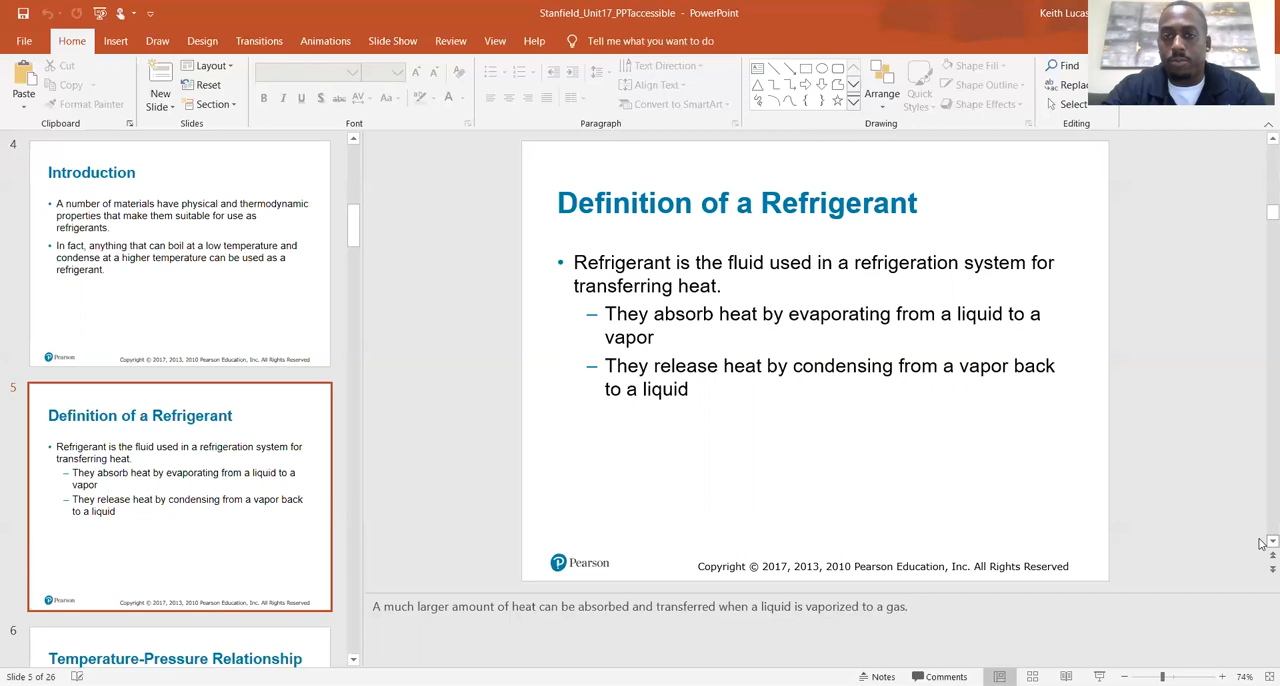 Stanfield_Unit17_PPTaccessible - PowerPoint
Keith Lucas
File Home Insert Draw Design Transitions Animations Slide Show Review View Help Tell me what you want to do
Paste
Cut
Copy
Format Painter
Clipboard
New
Slide
Layout
Reset
Section
Slides
B I U S abc AV Aa A
Font
Text Direction
Align Text
Convert to SmartArt
Paragraph
Arrange
Quick
Styles
Shape Fill
Shape Outline
Shape Effects
Drawing
Find
Replac
Select
Editing
4
Introduction
• A number of materials have physical and thermodynamic
properties that make them suitable for use as
refrigerants.
• In fact, anything that can boil at a low temperature and
condense at a higher temperature can be used as a
refrigerant.
Pearson
Copyright © 2017, 2013, 2010 Pearson Education, Inc. All Rights Reserved
5
Definition of a Refrigerant
• Refrigerant is the fluid used in a refrigeration system for
transferring heat.
– They absorb heat by evaporating from a liquid to a
vapor
– They release heat by condensing from a vapor back
to a liquid
Pearson
Copyright © 2017, 2013, 2010 Pearson Education, Inc. All Rights Reserved
6
Temperature-Pressure Relationship
Definition of a Refrigerant
• Refrigerant is the fluid used in a refrigeration system for
transferring heat.
– They absorb heat by evaporating from a liquid to a
vapor
– They release heat by condensing from a vapor back
to a liquid
Pearson
Copyright © 2017, 2013, 2010 Pearson Education, Inc. All Rights Reserved
A much larger amount of heat can be absorbed and transferred when a liquid is vaporized to a gas.
Slide 5 of 26
Notes
Comments
74%